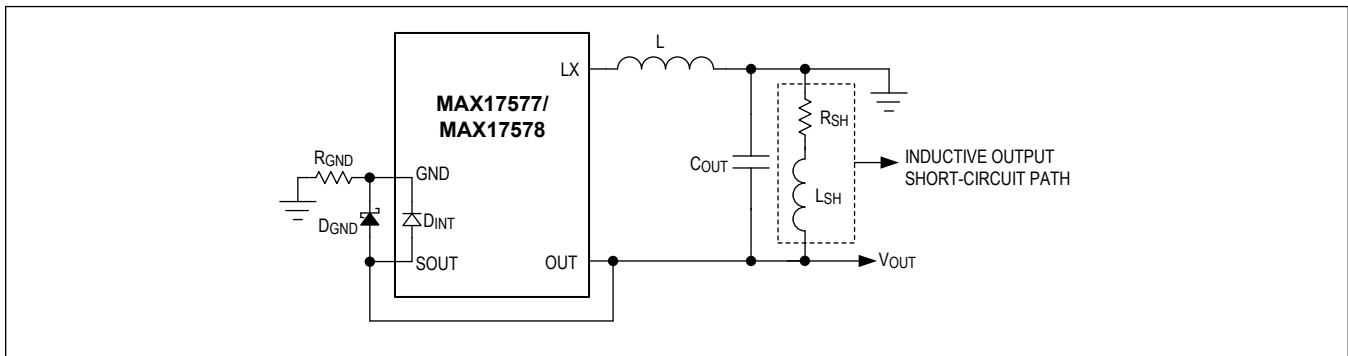 L
LX
MAX17577/
MAX17578
RSH
RGND
GND
COUT
INDUCTIVE OUTPUT
SHORT-CIRCUIT PATH
LSH
DGND
DINT
SOUT
OUT
VOUT